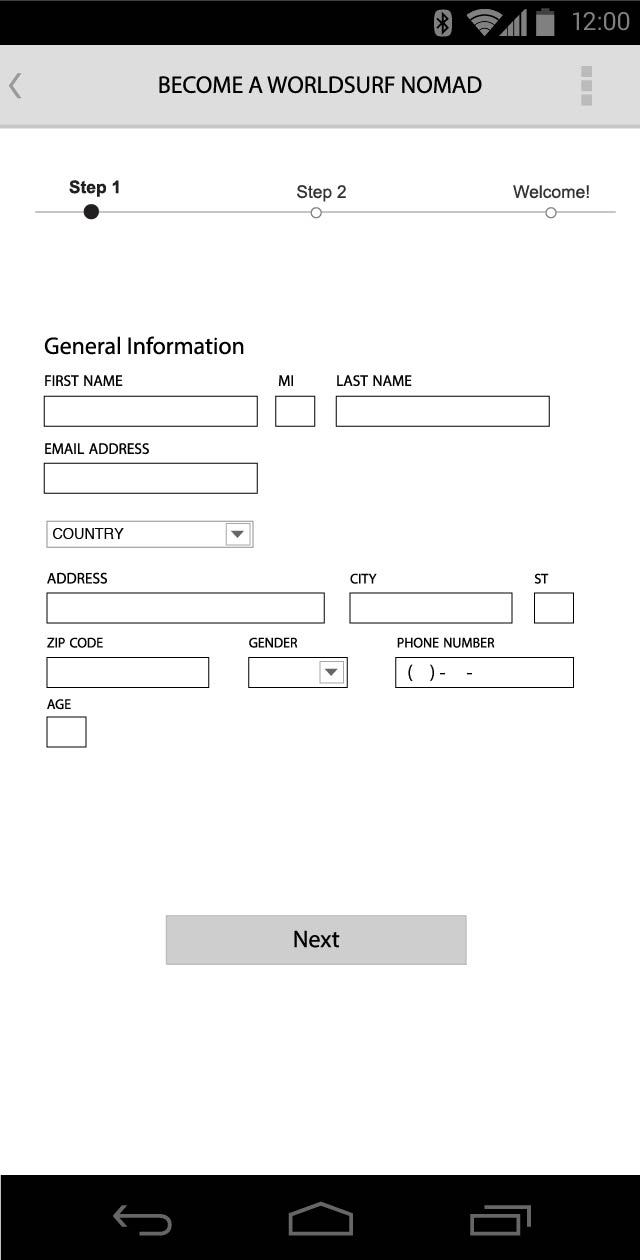 12:00
BECOME A WORLDSURF NOMAD
Step 1 Step 2 Welcome!
General Information
FIRST NAME MI LAST NAME
EMAIL ADDRESS
COUNTRY
ADDRESS CITY ST
ZIP CODE GENDER PHONE NUMBER
( ) - -
AGE
Next